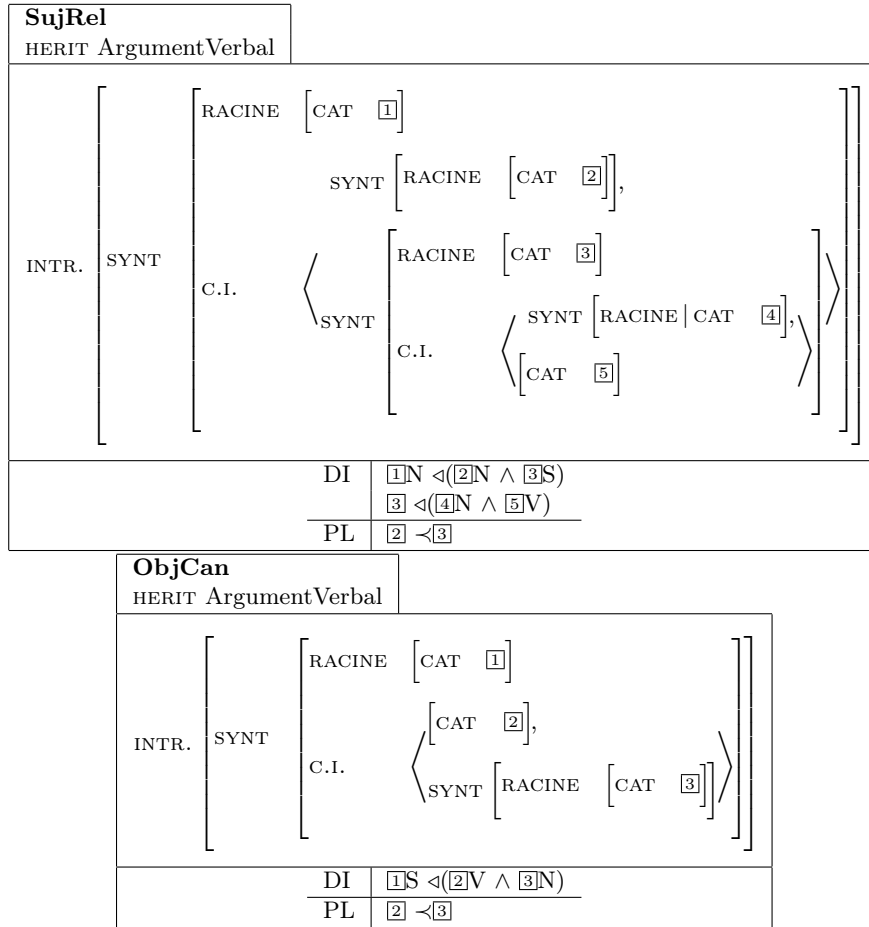 SujRel
HERIT ArgumentVerbal
RACINE [CAT 1]
SYNT [RACINE [CAT 2]],
RACINE [CAT 3]
INTR. SYNT
C.I.
SYNT
SYNT [RACINE | CAT 4],
C.I.
[CAT 5]
DI 1N ◁(2N ∧ 3S)
3 ◁(4N ∧ 5V)
PL 2 ≺3
ObjCan
HERIT ArgumentVerbal
RACINE [CAT 1]
[CAT 2],
INTR. SYNT
C.I.
SYNT [RACINE [CAT 3]]
DI 1S ◁(2V ∧ 3N)
PL 2 ≺3